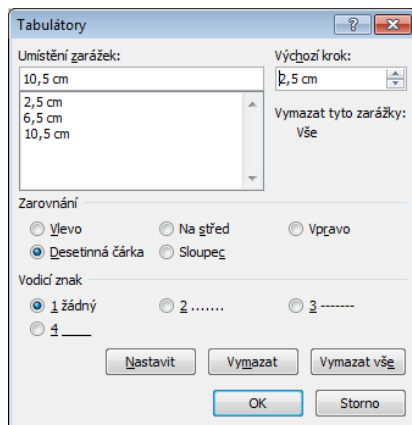 Tabulátory
Umístění zarážek:
Výchozí krok:
10,5 cm
2,5 cm
2,5 cm
6,5 cm
10,5 cm
Vymazat tyto zarážky:
Vše
Zarovnání
Vlevo
Na střed
Vpravo
Desetinná čárka
Sloupec
Vodicí znak
1 žádný
2 .......
3 -------
4 ____
Nastavit
Vymazat
Vymazat vše
OK
Storno